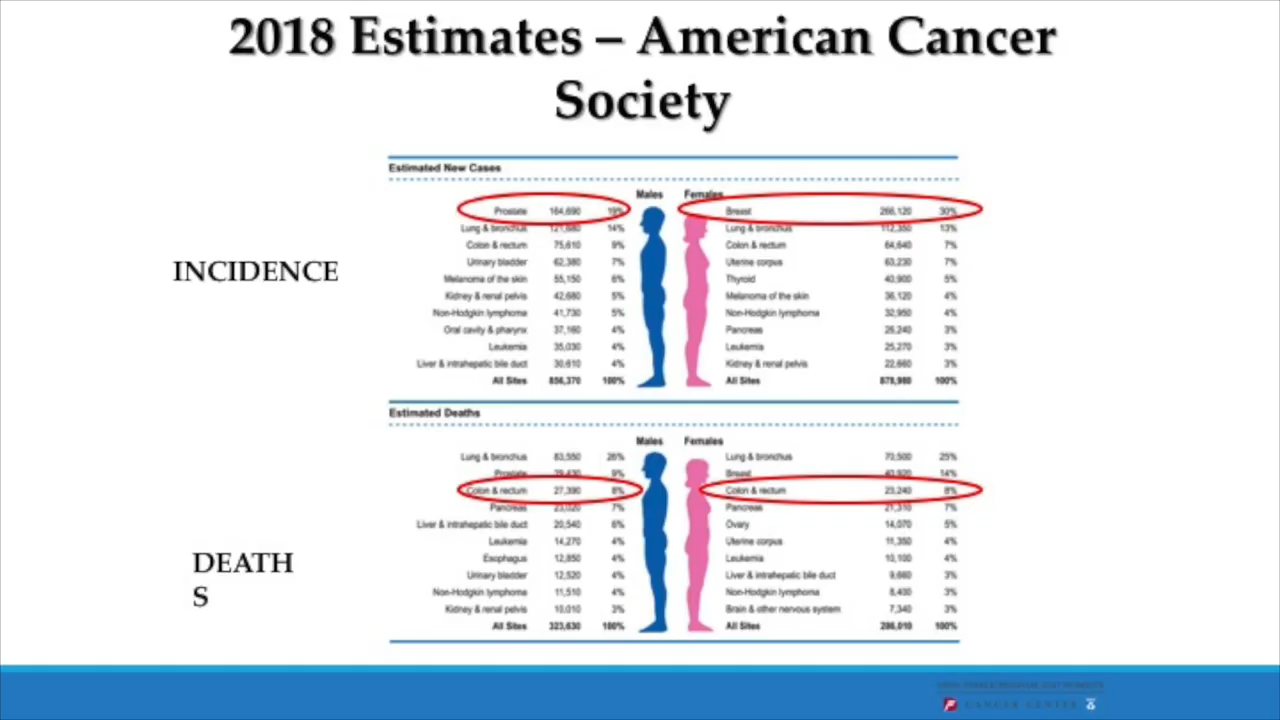 2018 Estimates – American Cancer
Society
Estimated New Cases
Males Females
Prostate 164,690 19% Breast 266,120 30%
Lung & bronchus 121,680 14% Lung & bronchus 112,350 13%
Colon & rectum 75,610 9% Colon & rectum 64,640 7%
INCIDENCE
Urinary bladder 62,380 7% Uterine corpus 63,230 7%
Melanoma of the skin 55,150 6% Thyroid 40,900 5%
Kidney & renal pelvis 42,680 5% Melanoma of the skin 36,120 4%
Non-Hodgkin lymphoma 41,730 5% Non-Hodgkin lymphoma 32,950 4%
Oral cavity & pharynx 37,160 4% Pancreas 26,240 3%
Leukemia 35,030 4% Leukemia 25,270 3%
Liver & intrahepatic bile duct 30,610 4% Kidney & renal pelvis 22,660 3%
All Sites 856,370 100% All Sites 878,980 100%
Estimated Deaths
Males Females
Lung & bronchus 83,550 26% Lung & bronchus 70,500 25%
Prostate 29,430 9% Breast 40,920 14%
Colon & rectum 27,390 8% Colon & rectum 23,240 8%
Pancreas 23,020 7% Pancreas 21,310 7%
Liver & intrahepatic bile duct 20,540 6% Ovary 14,070 5%
Leukemia 14,270 4% Uterine corpus 11,350 4%
Esophagus 12,850 4% Leukemia 10,100 4%
DEATH
S
Urinary bladder 12,520 4% Liver & intrahepatic bile duct 9,660 3%
Non-Hodgkin lymphoma 11,510 4% Non-Hodgkin lymphoma 8,400 3%
Kidney & renal pelvis 10,010 3% Brain & other nervous system 7,340 3%
All Sites 323,630 100% All Sites 286,010 100%
CANCER CENTER